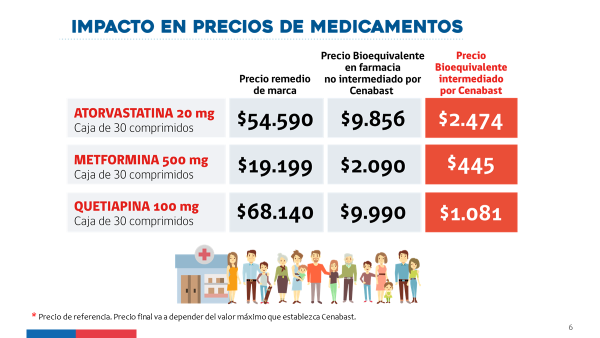 IMPACTO EN PRECIOS DE MEDICAMENTOS
Precio remedio
de marca
Precio Bioequivalente
en farmacia
no intermediado por
Cenabast
Precio
Bioequivalente
intermediado
por Cenabast
ATORVASTATINA 20 mg
Caja de 30 comprimidos
$54.590
$9.856
$2.474
METFORMINA 500 mg
Caja de 30 comprimidos
$19.199
$2.090
$445
QUETIAPINA 100 mg
Caja de 30 comprimidos
$68.140
$9.990
$1.081
* Precio de referencia. Precio final va a depender del valor máximo que establezca Cenabast.
6